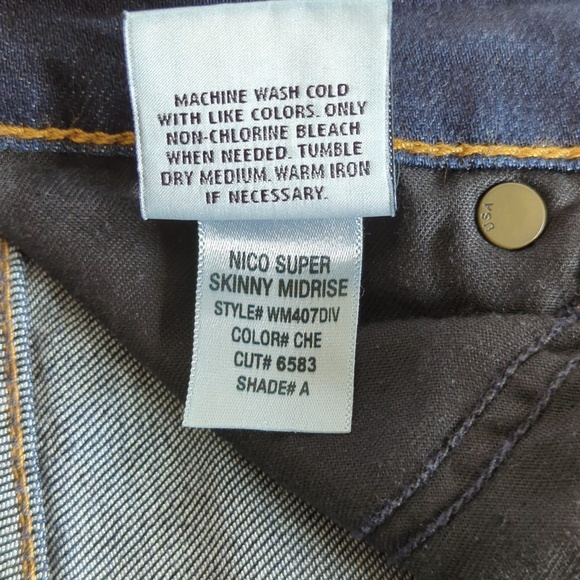 MACHINE WASH COLD
WITH LIKE COLORS. ONLY
NON-CHLORINE BLEACH
WHEN NEEDED. TUMBLE
DRY MEDIUM. WARM IRON
IF NECESSARY.
USA
NICO SUPER
SKINNY MIDRISE
STYLE# WM407DIV
COLOR# CHE
CUT# 6583
SHADE# A